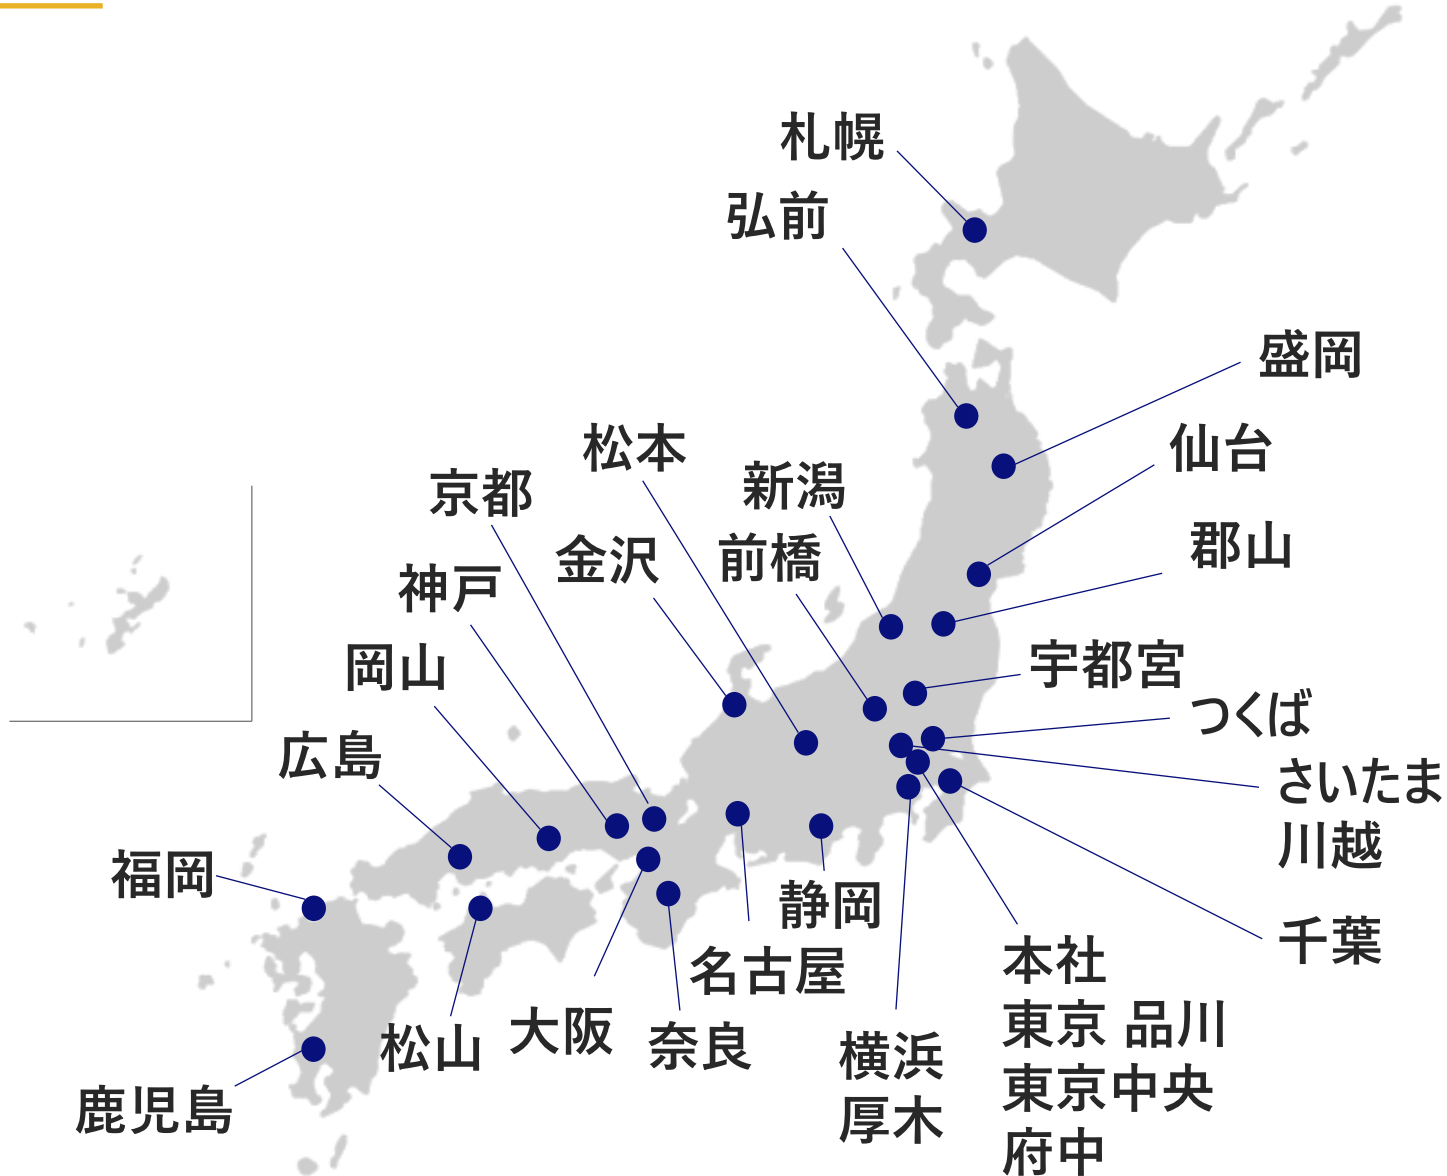 札幌
弘前
盛岡
仙台
松本
新潟
京都
郡山
金沢
前橋
神戸
宇都宮
岡山
つくば
広島
さいたま
川越
福岡
静岡
千葉
名古屋
本社
東京 品川
東京中央
府中
大阪
奈良
松山
横浜
厚木
鹿児島